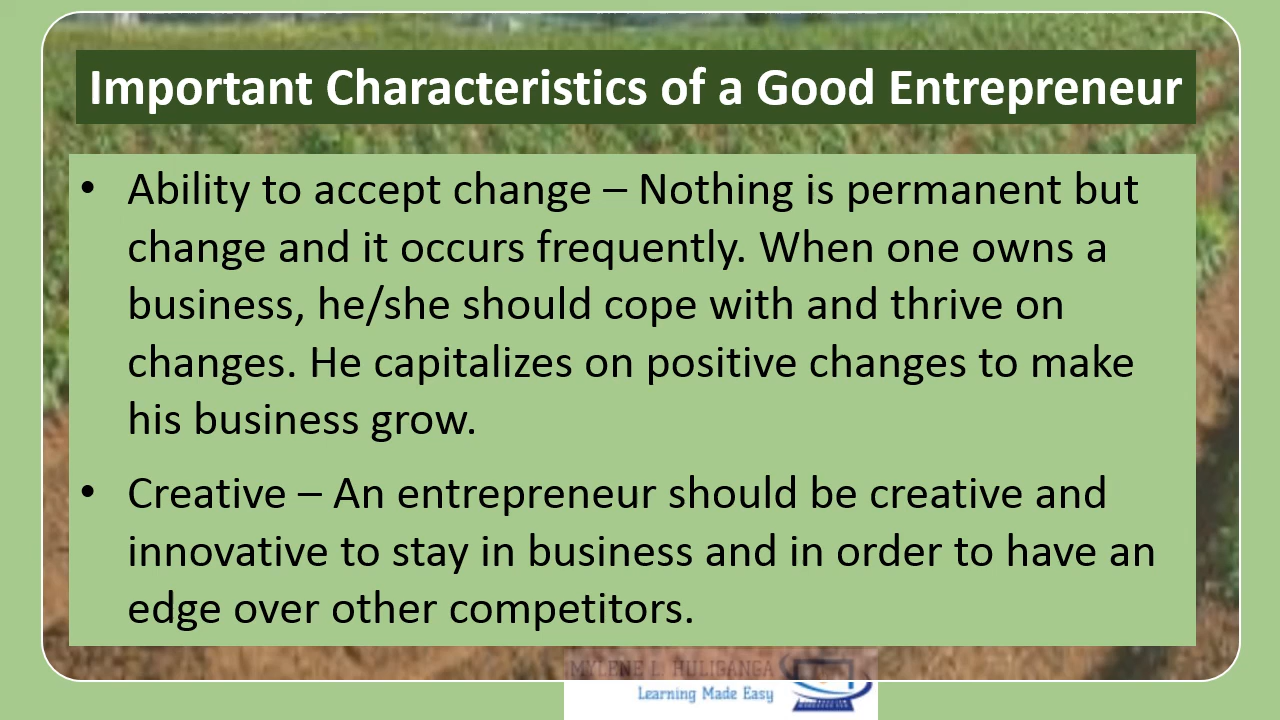 Important Characteristics of a Good Entrepreneur
• Ability to accept change – Nothing is permanent but
change and it occurs frequently. When one owns a
business, he/she should cope with and thrive on
changes. He capitalizes on positive changes to make
his business grow.
• Creative – An entrepreneur should be creative and
innovative to stay in business and in order to have an
edge over other competitors.
MYLENE L. HULIGANGA
Learning Made Easy